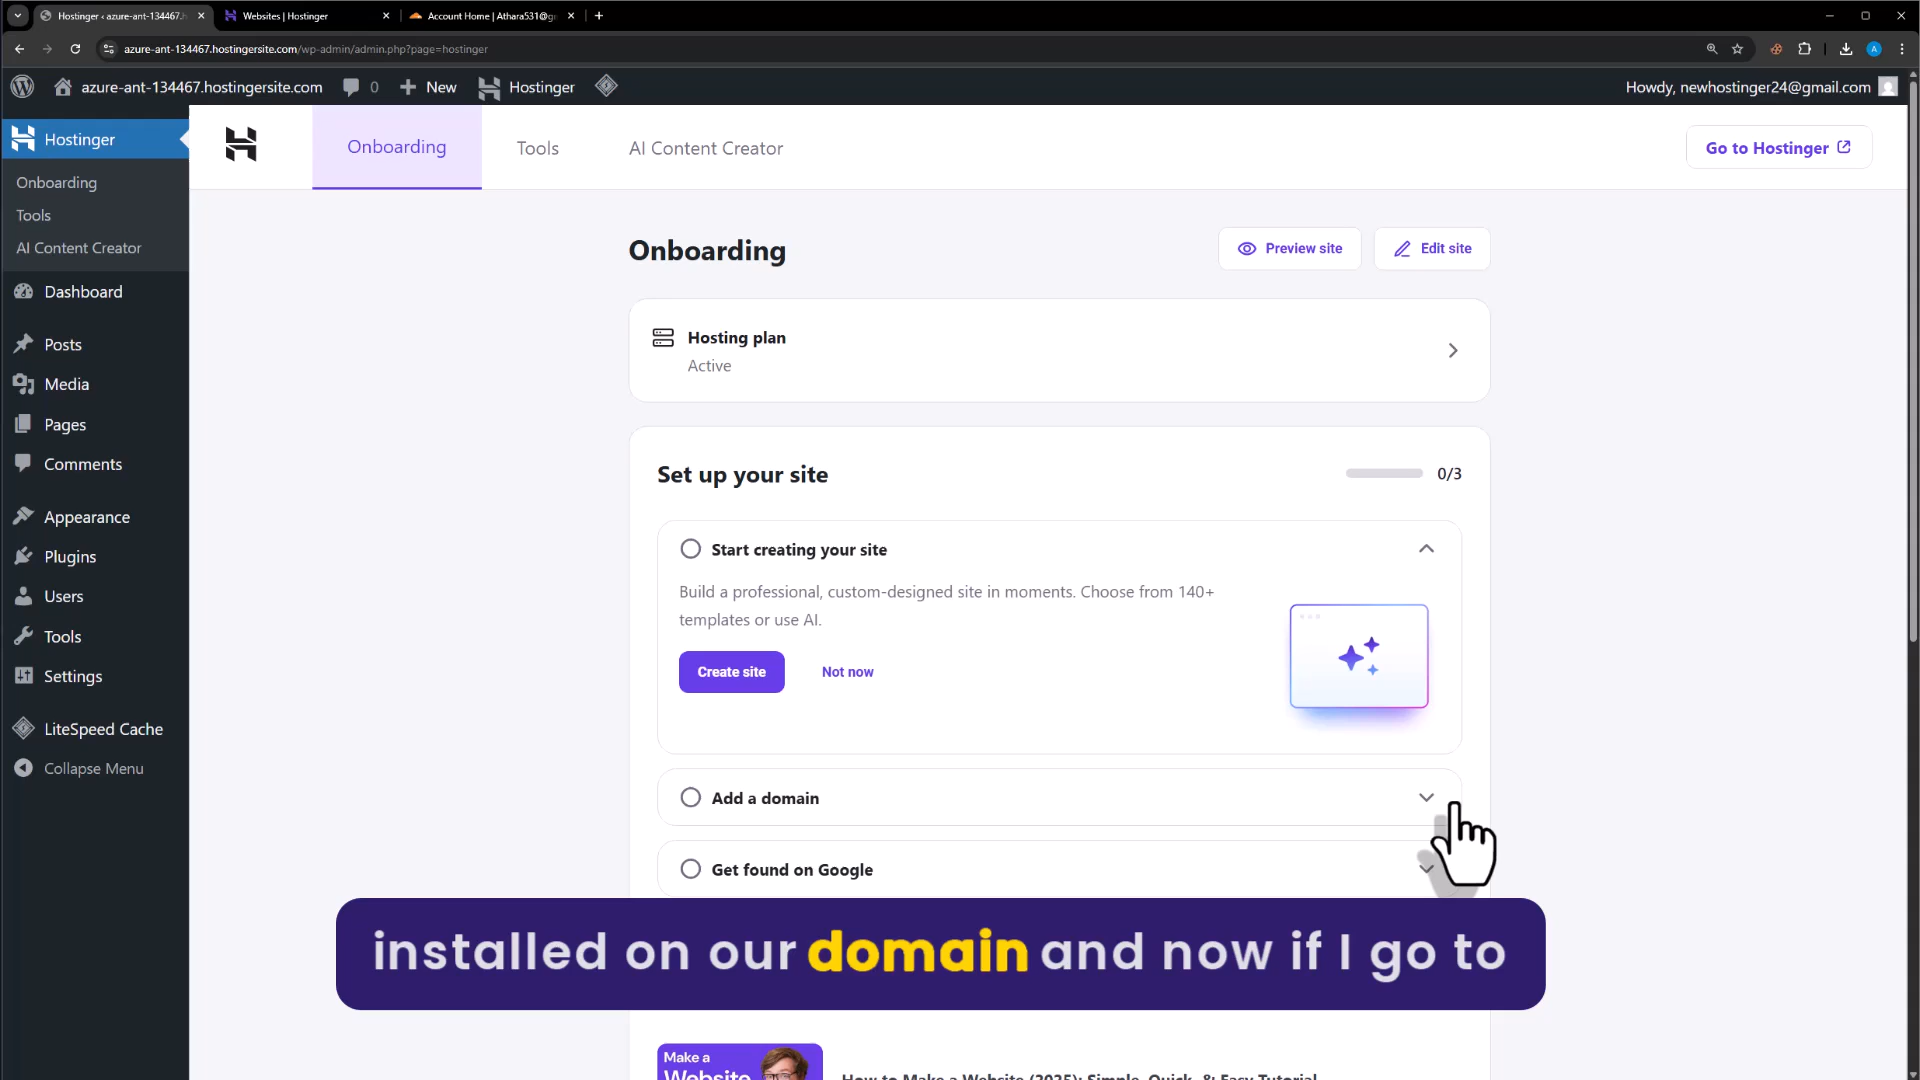 Hostinger ‹ azure-ant-134467.h
Websites | Hostinger
Account Home | Athara531@g
azure-ant-134467.hostingersite.com/wp-admin/admin.php?page=hostinger
A
azure-ant-134467.hostingersite.com
0
New
Hostinger
Howdy, newhostinger24@gmail.com
Hostinger
Onboarding
Tools
AI Content Creator
Go to Hostinger
Onboarding
Tools
AI Content Creator
Dashboard
Posts
Media
Pages
Comments
Appearance
Plugins
Users
Tools
Settings
LiteSpeed Cache
Collapse Menu
Onboarding
Preview site
Edit site
Hosting plan
Active
Set up your site
0/3
Start creating your site
Build a professional, custom-designed site in moments. Choose from 140+
templates or use AI.
Create site
Not now
Add a domain
Get found on Google
installed on our domain and now if I go to
Make a
Website
How to Make a Website (2025): Simple, Quick, & Easy Tutorial